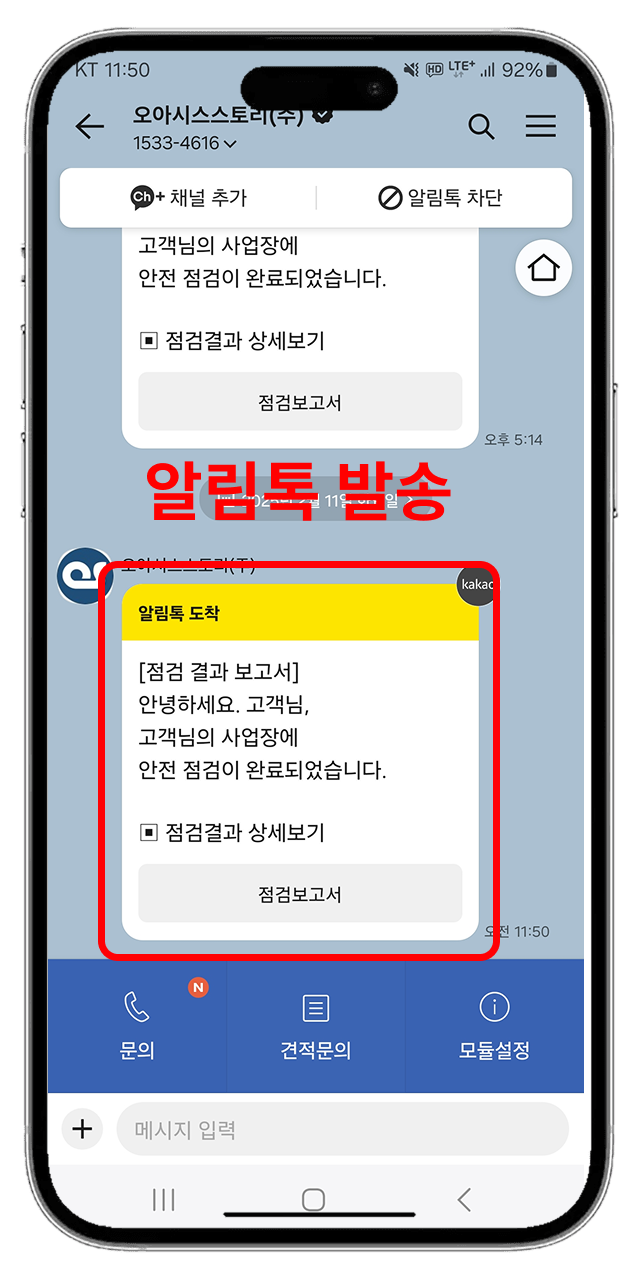 KT 11:50
HD LTE+ 92%
오아시스스토리(주)
1533-4616
Ch+ 채널 추가
알림톡 차단
고객님의 사업장에
안전 점검이 완료되었습니다.
▣ 점검결과 상세보기
점검보고서
오후 5:14
알림톡 발송
2025년 2월 11일
오아시스스토리(주)
kakao
알림톡 도착
[점검 결과 보고서]
안녕하세요. 고객님,
고객님의 사업장에
안전 점검이 완료되었습니다.
▣ 점검결과 상세보기
점검보고서
오전 11:50
N
문의
견적문의
모듈설정
메시지 입력